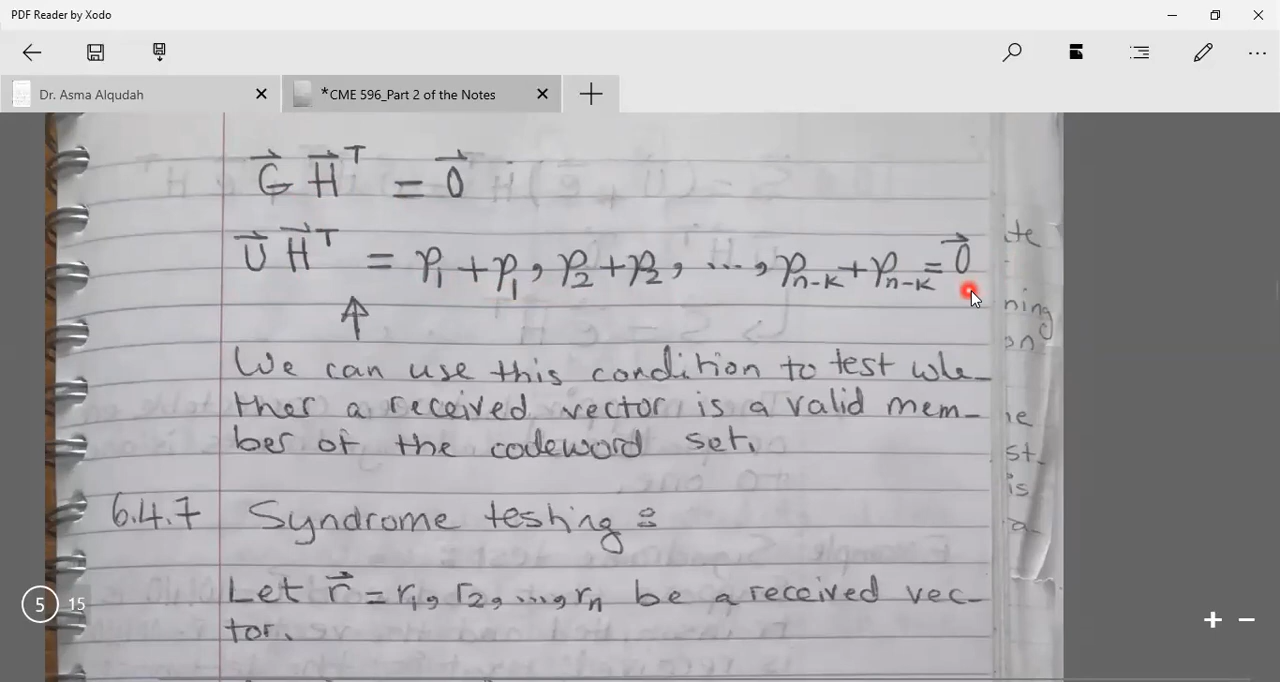 PDF Reader by Xodo
Dr. Asma Alqudah
*CME 596_Part 2 of the Notes
G⃗ H⃗ᵀ = 0⃗
U⃗ H⃗ᵀ = p₁ + p₁, p₂ + p₂, ..., pₙ₋ₖ + pₙ₋ₖ = 0⃗
We can use this condition to test whe-
ther a received vector is a valid mem-
ber of the codeword set.
6.4.7 Syndrome testing:
Let r⃗ = r₁, r₂, ..., rₙ be a received vec-
tor.
5 15